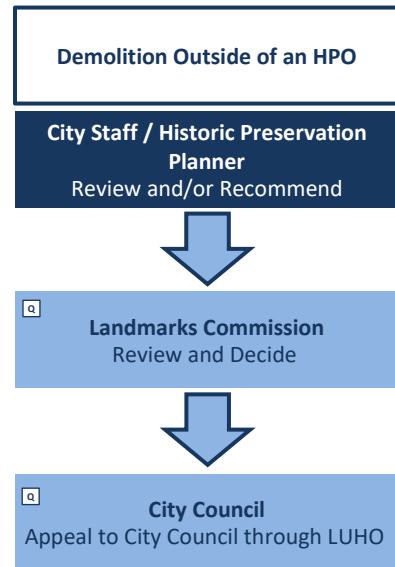 Demolition Outside of an HPO
City Staff / Historic Preservation
Planner
Review and/or Recommend
Q
Landmarks Commission
Review and Decide
Q
City Council
Appeal to City Council through LUHO